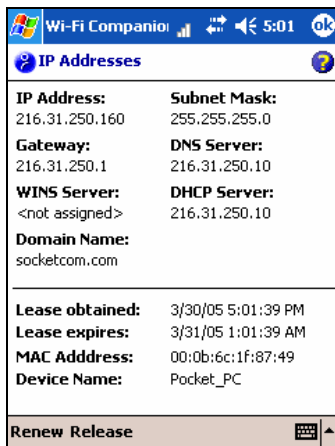 Wi-Fi Companio 5:01 ok
IP Addresses ?
IP Address: Subnet Mask:
216.31.250.160 255.255.255.0
Gateway: DNS Server:
216.31.250.1 216.31.250.10
WINS Server: DHCP Server:
<not assigned> 216.31.250.10
Domain Name:
socketcom.com
Lease obtained: 3/30/05 5:01:39 PM
Lease expires: 3/31/05 1:01:39 AM
MAC Adddress: 00:0b:6c:1f:87:49
Device Name: Pocket_PC
Renew Release